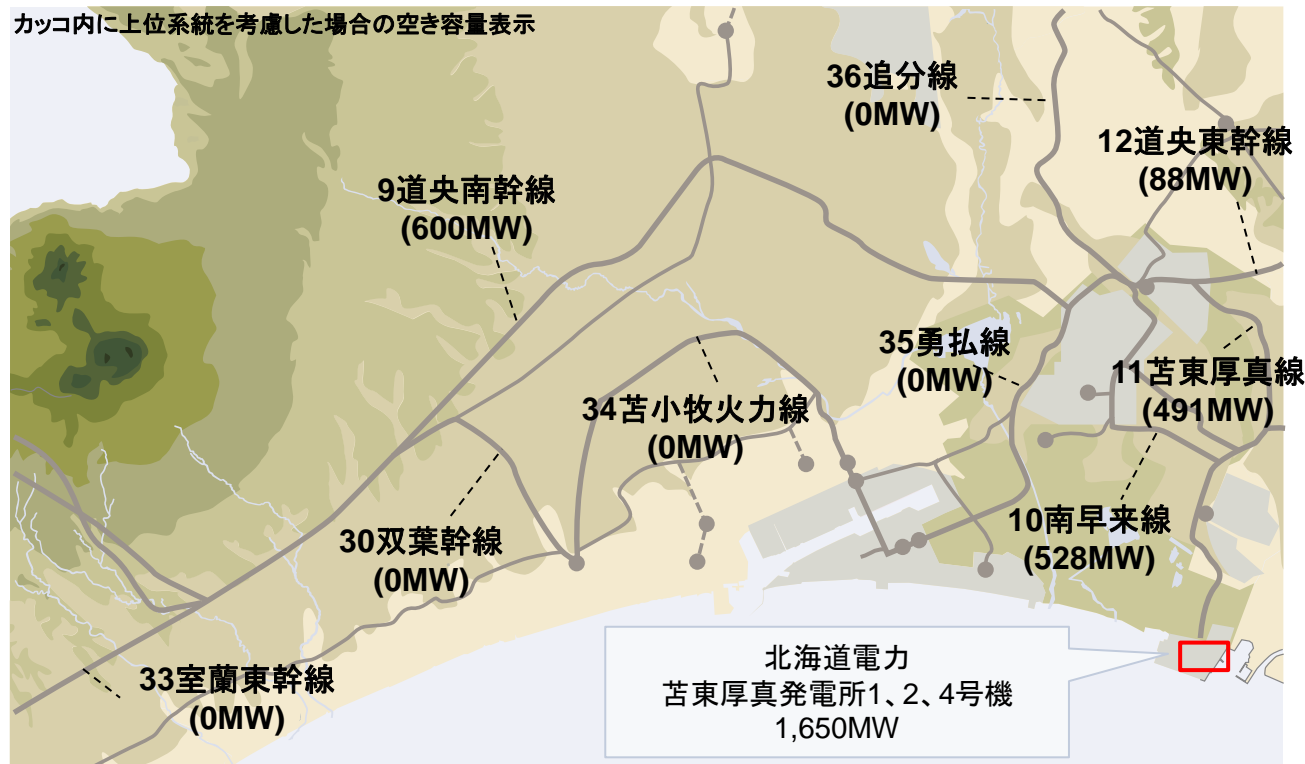 カッコ内に上位系統を考慮した場合の空き容量表示
36追分線
(0MW)
12道央東幹線
(88MW)
9道央南幹線
(600MW)
35勇払線
(0MW)
11苫東厚真線
(491MW)
34苫小牧火力線
(0MW)
10南早来線
(528MW)
30双葉幹線
(0MW)
33室蘭東幹線
(0MW)
北海道電力
苫東厚真発電所1、2、4号機
1,650MW